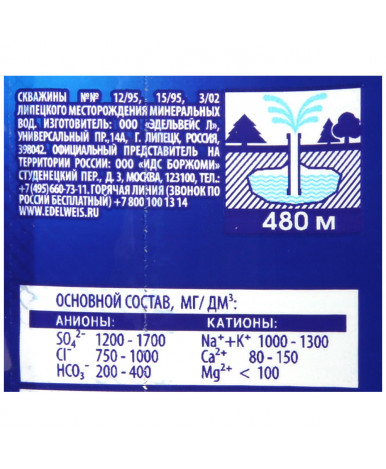 СКВАЖИНЫ №№ 12/95, 15/95, 3/02
ЛИПЕЦКОГО МЕСТОРОЖДЕНИЯ МИНЕРАЛЬНЫХ
ВОД. ИЗГОТОВИТЕЛЬ: ООО «ЭДЕЛЬВЕЙС Л»,
УНИВЕРСАЛЬНЫЙ ПР.,14А, Г. ЛИПЕЦК, РОССИЯ,
398042. ОФИЦИАЛЬНЫЙ ПРЕДСТАВИТЕЛЬ НА
ТЕРРИТОРИИ РОССИИ: ООО «ИДС БОРЖОМИ»
СТУДЕНЕЦКИЙ ПЕР., Д. 3, МОСКВА, 123100, ТЕЛ.:
+7(495)660-73-11. ГОРЯЧАЯ ЛИНИЯ (ЗВОНОК ПО
РОССИИ БЕСПЛАТНЫЙ) +7 800 100 13 14
WWW.EDELWEIS.RU
480 М
ОСНОВНОЙ СОСТАВ, МГ/ДМ³:
АНИОНЫ: КАТИОНЫ:
SO₄²⁻ 1200 - 1700 Na⁺+K⁺ 1000 - 1300
Cl⁻ 750 - 1000 Ca²⁺ 80 - 150
HCO₃⁻ 200 - 400 Mg²⁺ < 100